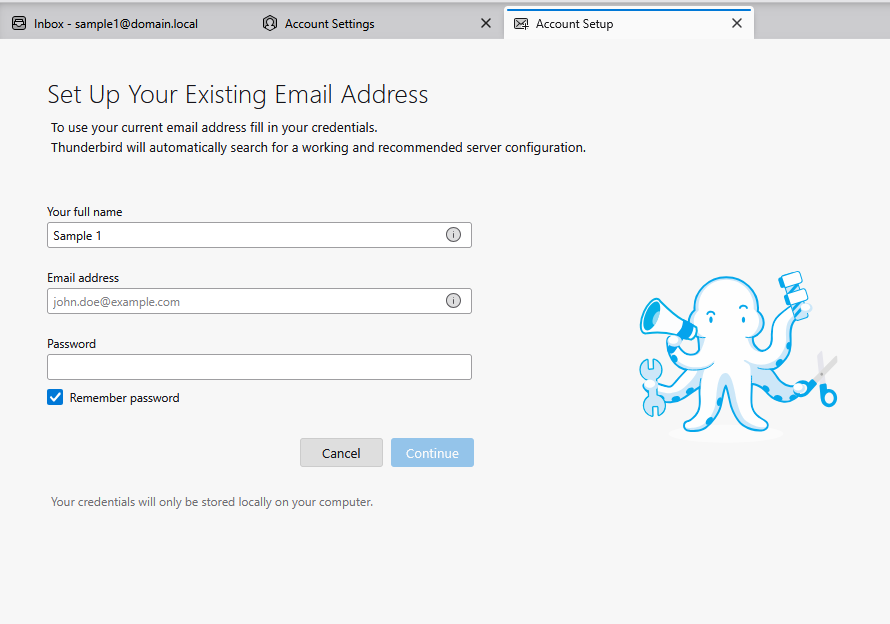 Inbox - sample1@domain.local
Account Settings
Account Setup
Set Up Your Existing Email Address
To use your current email address fill in your credentials.
Thunderbird will automatically search for a working and recommended server configuration.
Your full name
Sample 1
Email address
john.doe@example.com
Password
Remember password
Cancel
Continue
Your credentials will only be stored locally on your computer.